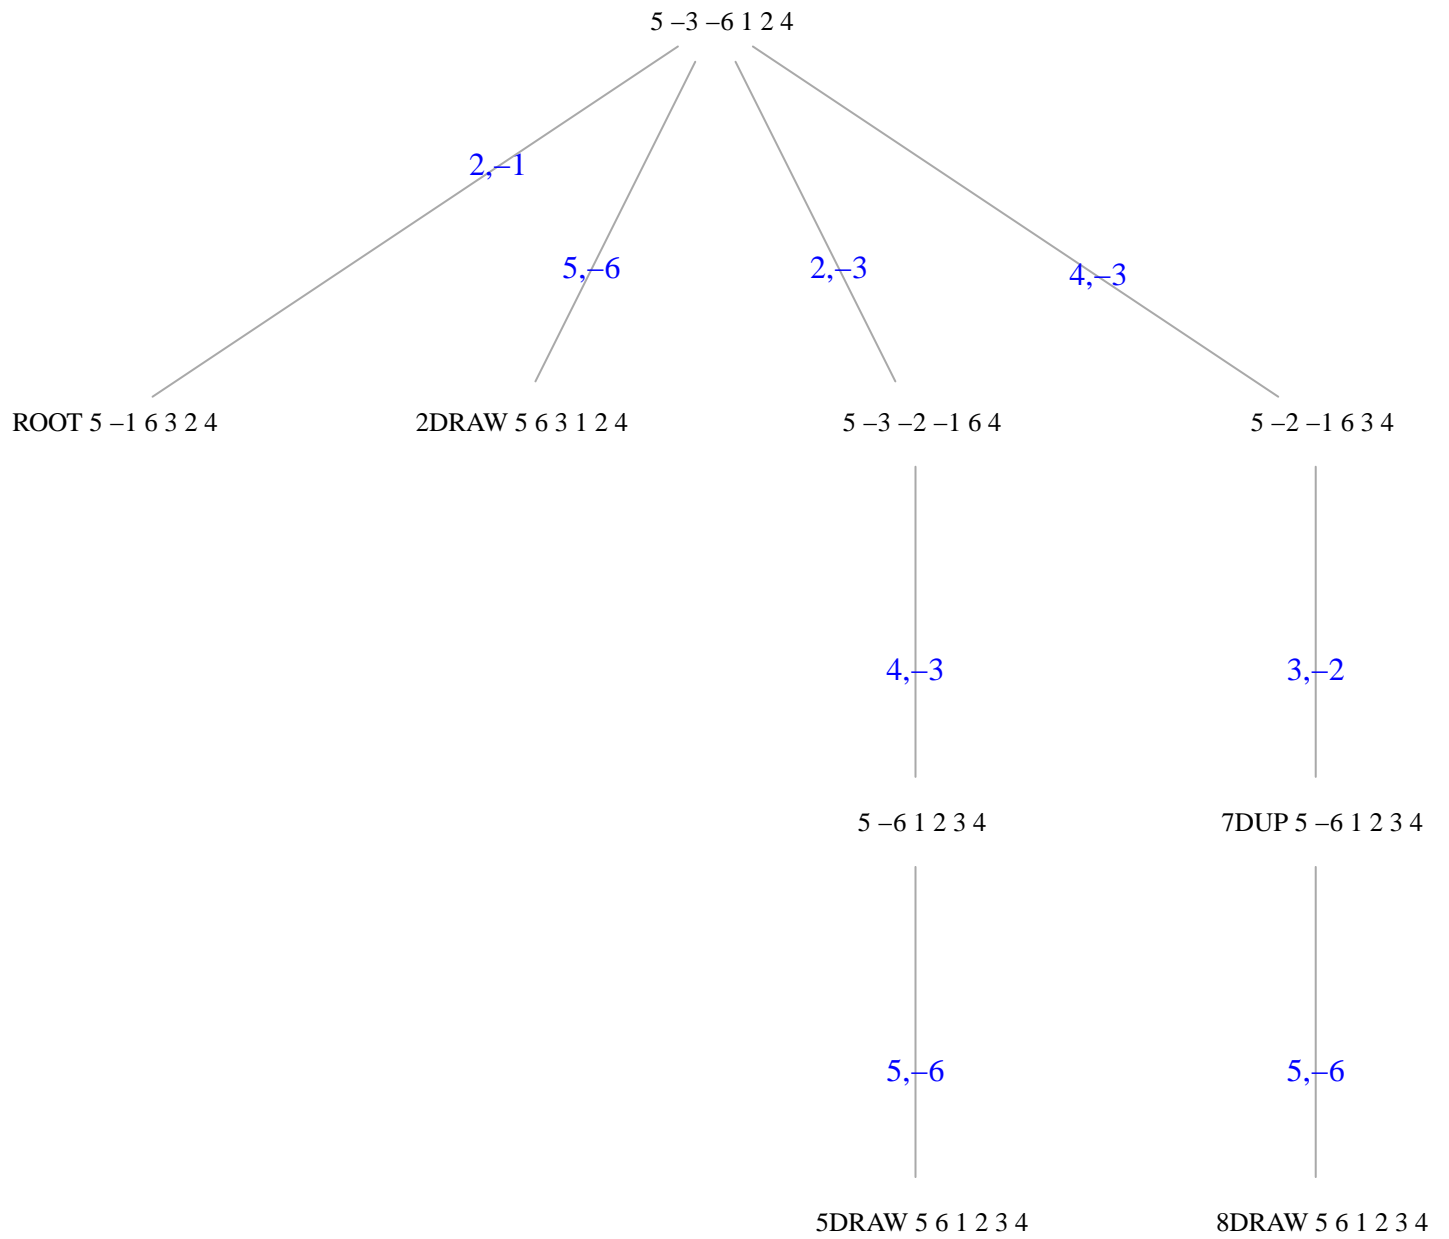 5 –3 –6 1 2 4
2,–1
5,–6
2,–3
4,–3
ROOT 5 –1 6 3 2 4
2DRAW 5 6 3 1 2 4
5 –3 –2 –1 6 4
5 –2 –1 6 3 4
4,–3
3,–2
5 –6 1 2 3 4
7DUP 5 –6 1 2 3 4
5,–6
5,–6
5DRAW 5 6 1 2 3 4
8DRAW 5 6 1 2 3 4